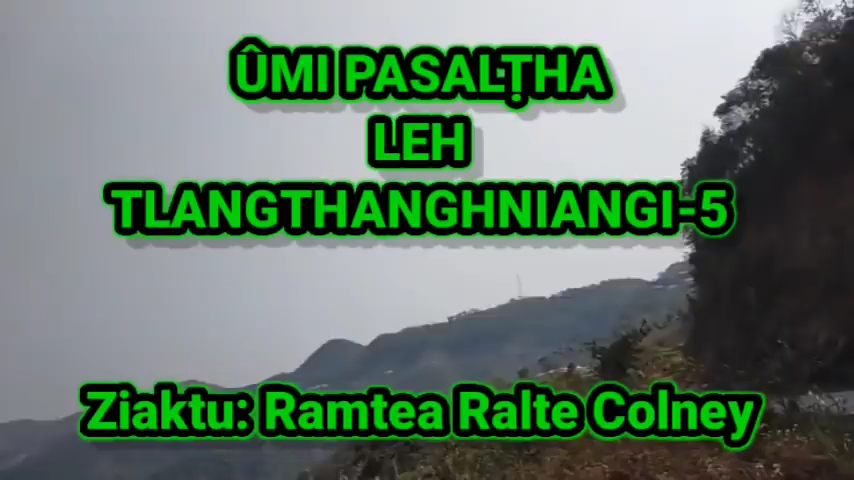 ÛMI PASALṬHA
LEH
TLANGTHANGHNIANGI-5
Ziaktu: Ramtea Ralte Colney